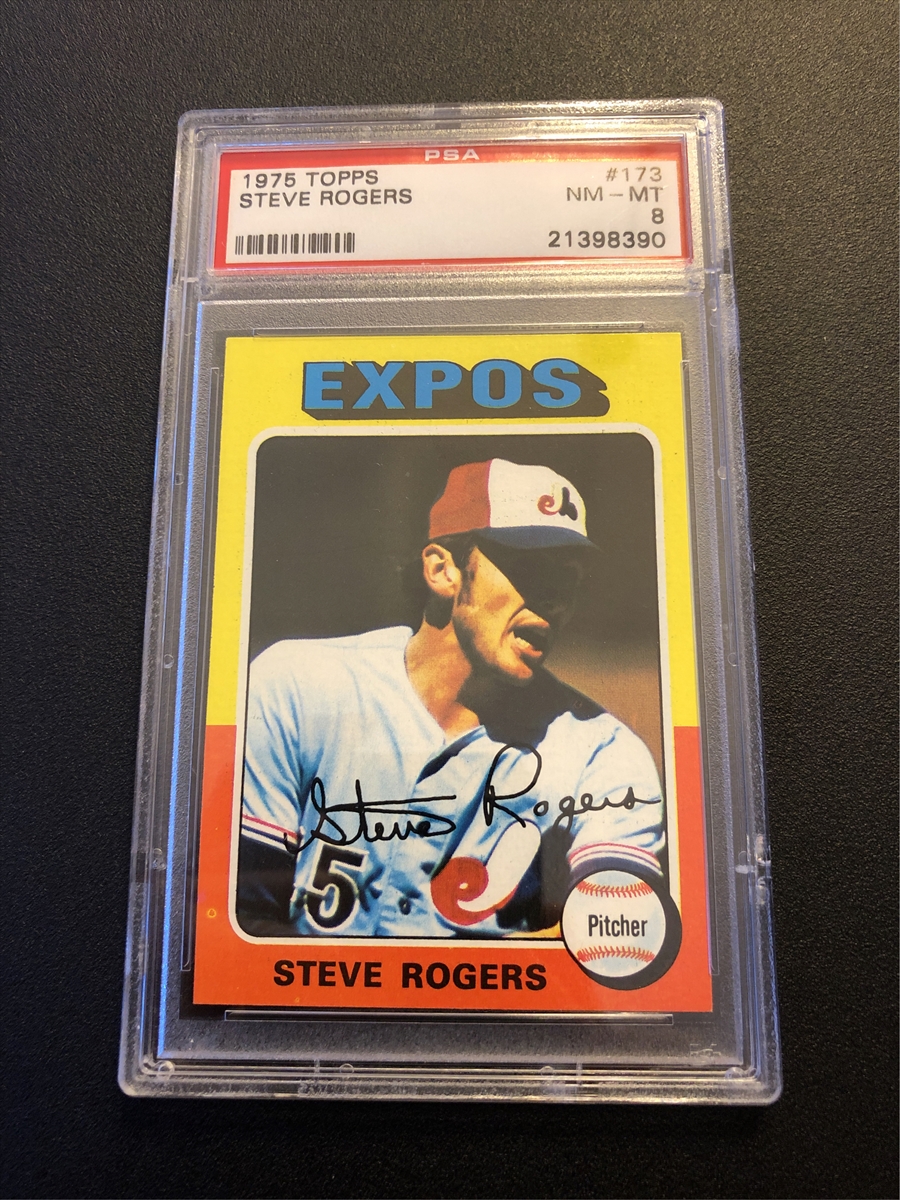 PSA
1975 TOPPS #173
STEVE ROGERS NM - MT
8
21398390
EXPOS
Steve Rogers
5
Pitcher
STEVE ROGERS